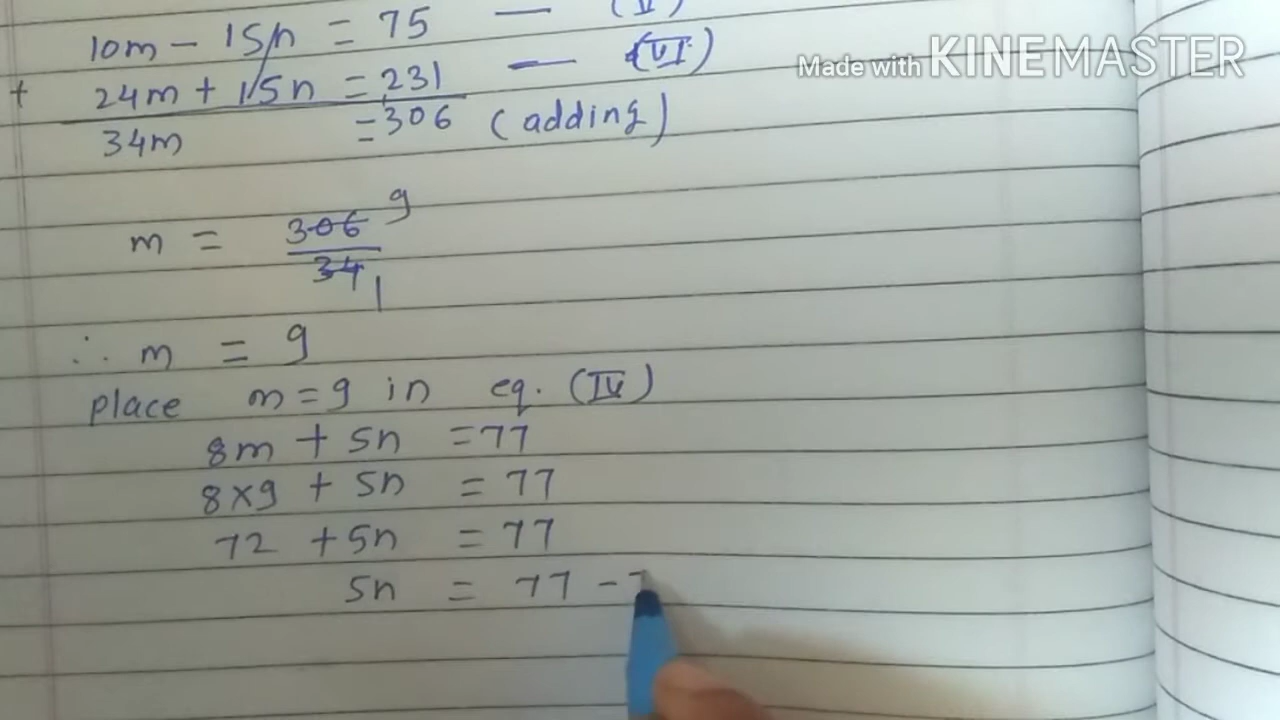 10m - 15n = 75 — (V)
Made with KINEMASTER
+ 24m + 15n = 231 — (VI)
34m = 306 (adding)
m = 306/34 9 1
∴ m = 9
place m = 9 in eq. (IV)
8m + 5n = 77
8×9 + 5n = 77
72 + 5n = 77
5n = 77 - 7